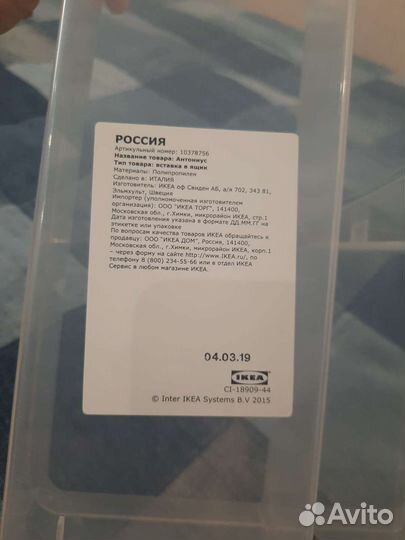 РОССИЯ
Артикульный номер: 10378756
Название товара: Антониус
Тип товара: вставка в ящик
Материалы: Полипропилен
Сделано в: ИТАЛИЯ
Изготовитель: ИКЕА оф Свиден АБ, а/я 702, 343 81,
Эльмхульт, Швеция
Импортер (уполномоченная изготовителем
организация): ООО "ИКЕА ТОРГ", 141400,
Московская обл., г.Химки, микрорайон ИКЕА, стр.1
Дата изготовления указана в формате ДД.ММ.ГГ на
этикетке или упаковке
По вопросам качества товаров ИКЕА обращайтесь к
продавцу: ООО "ИКЕА ДОМ", Россия, 141400,
Московская обл., г.Химки, микрорайон ИКЕА, корп.1
- через форму на сайте http://www.IKEA.ru/, по
телефону 8 (800) 234-55-66 или в отдел ИКЕА
Сервис в любом магазине ИКЕА.
04.03.19
IKEA
CI-18909-44
© Inter IKEA Systems B.V 2015
Avito